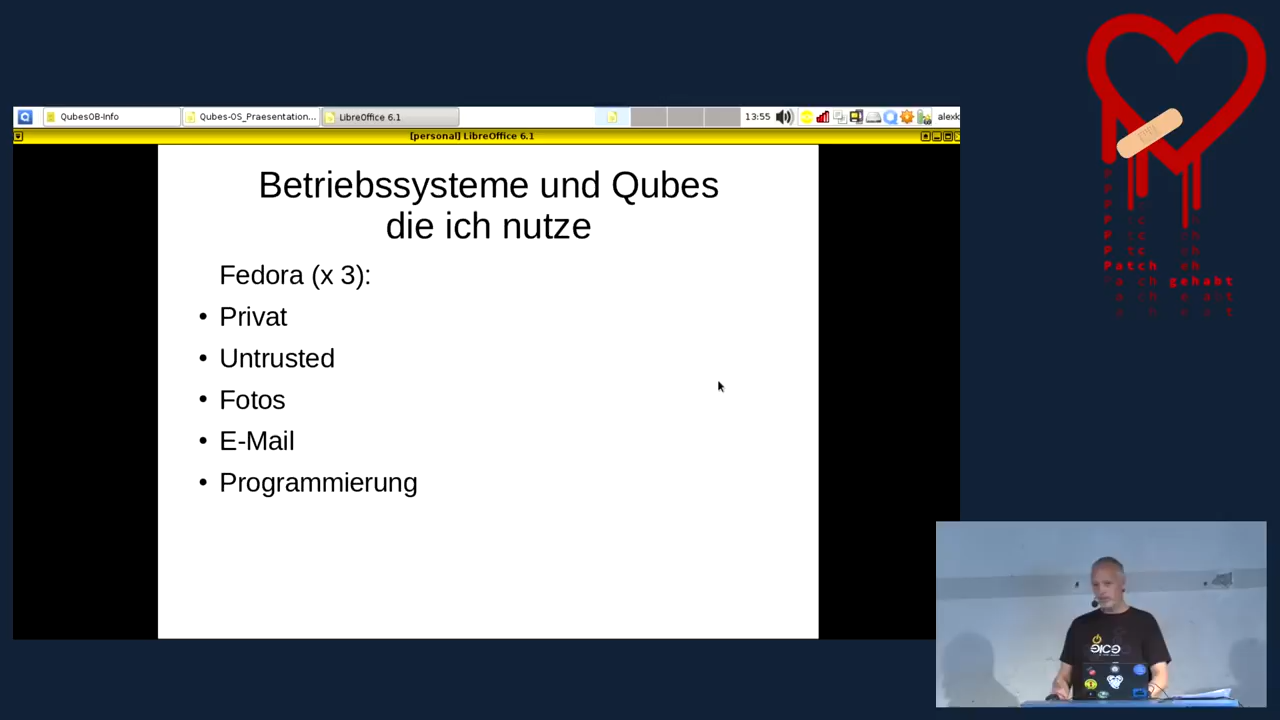 QubesOB-Info
Qubes-OS_Praesentation...
LibreOffice 6.1
13:55
alexk
[personal] LibreOffice 6.1
Betriebssysteme und Qubes
die ich nutze
Fedora (x 3):
• Privat
• Untrusted
• Fotos
• E-Mail
• Programmierung
Patch
gehabt